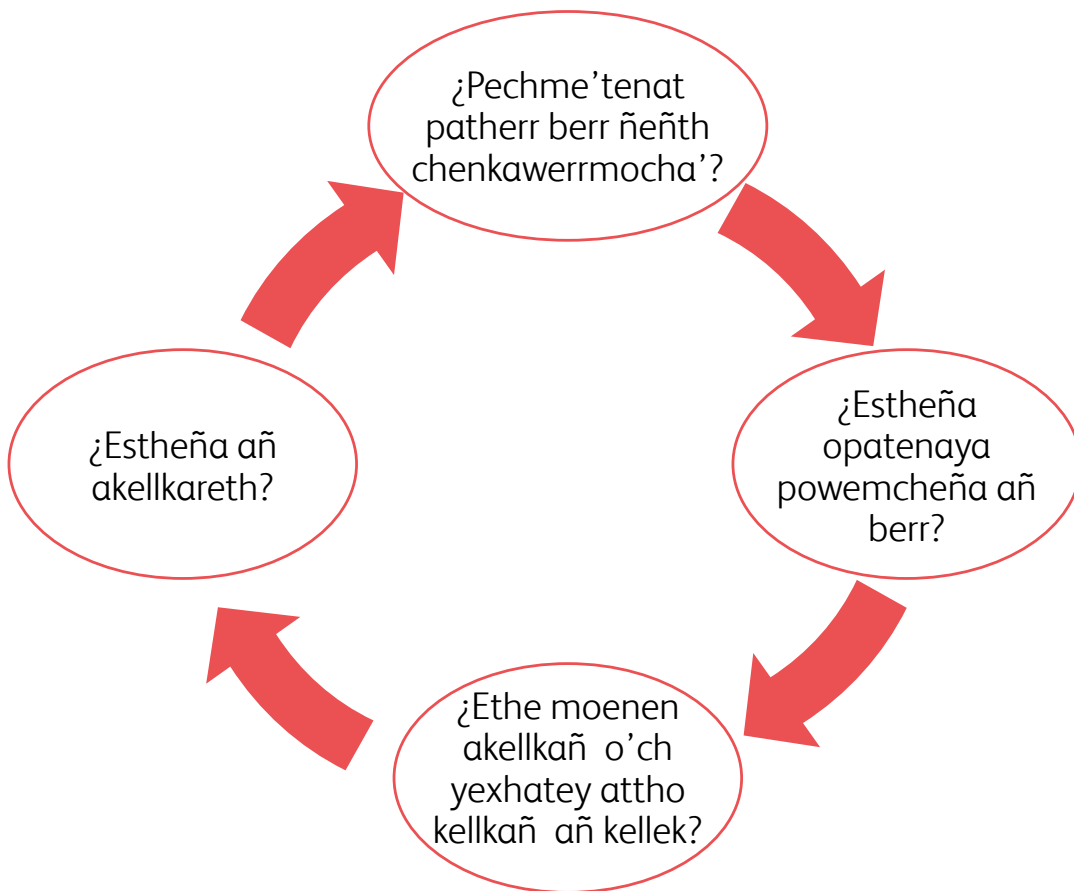 ¿Pechme’tenat
patherr berr ñeñth
chenkawerrmocha’?
¿Estheña
opatenaya
powemcheña añ
berr?
¿Ethe moenen
akellkañ o’ch
yexhatey attho
kellkañ añ kellek?
¿Estheña añ
akellkareth?